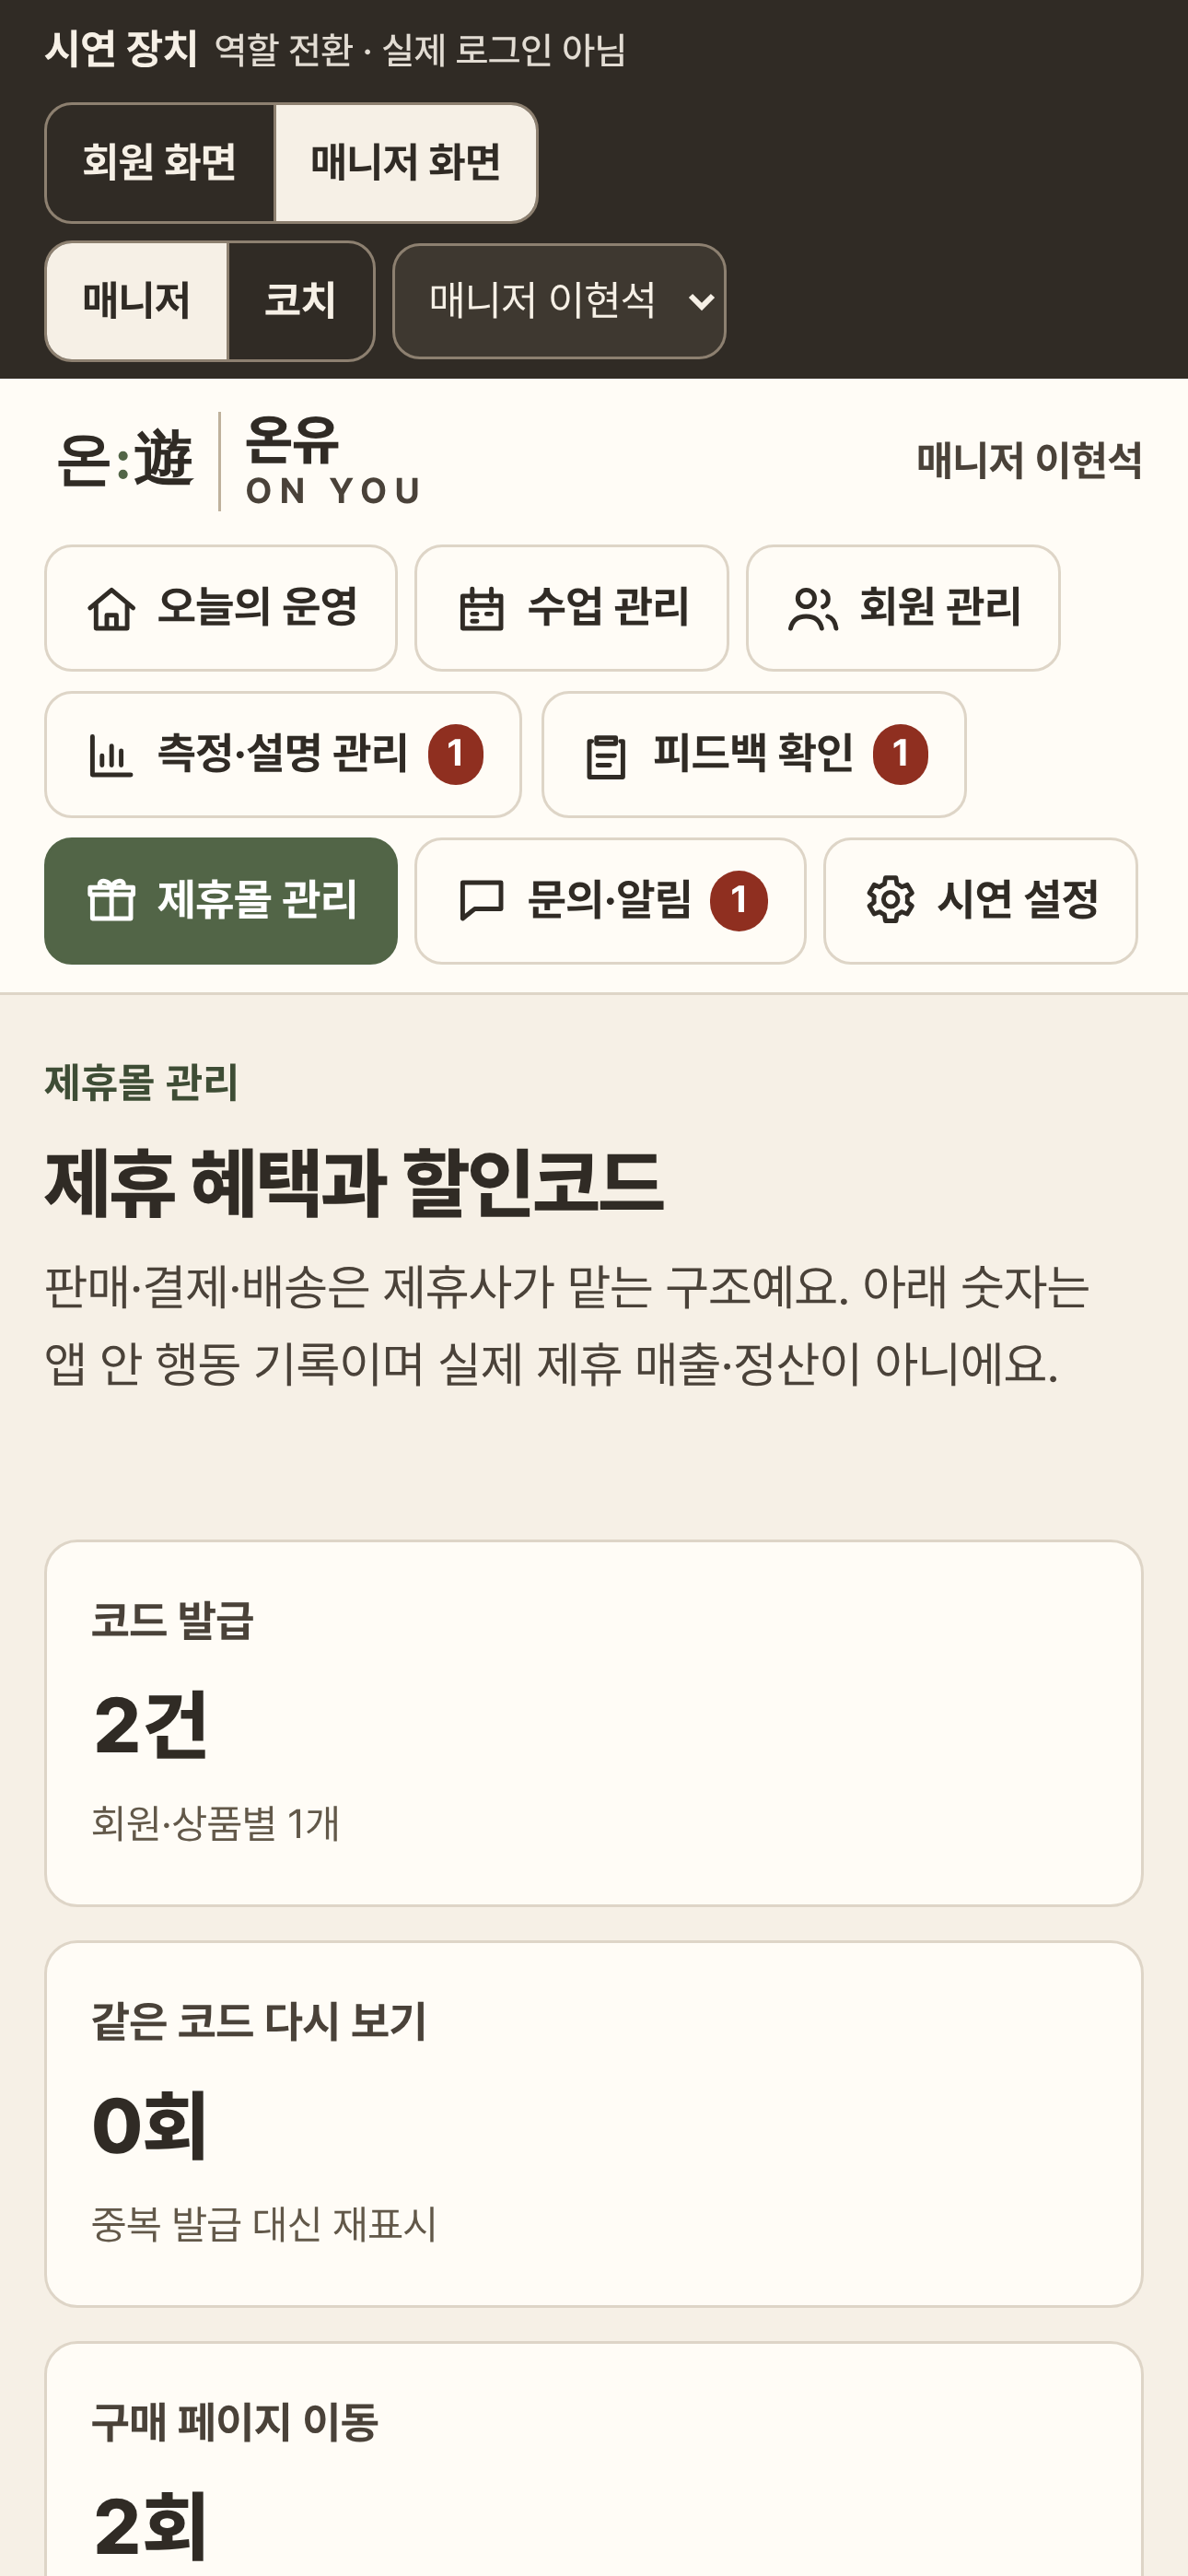 시연 장치 역할 전환 · 실제 로그인 아님
회원 화면 매니저 화면
매니저 코치 매니저 이현석
온:遊 온유 매니저 이현석
ON YOU
오늘의 운영 수업 관리 회원 관리
측정·설명 관리 1 피드백 확인 1
제휴몰 관리 문의·알림 1 시연 설정
제휴몰 관리
제휴 혜택과 할인코드
판매·결제·배송은 제휴사가 맡는 구조예요. 아래 숫자는
앱 안 행동 기록이며 실제 제휴 매출·정산이 아니에요.
코드 발급
2건
회원·상품별 1개
같은 코드 다시 보기
0회
중복 발급 대신 재표시
구매 페이지 이동
2회